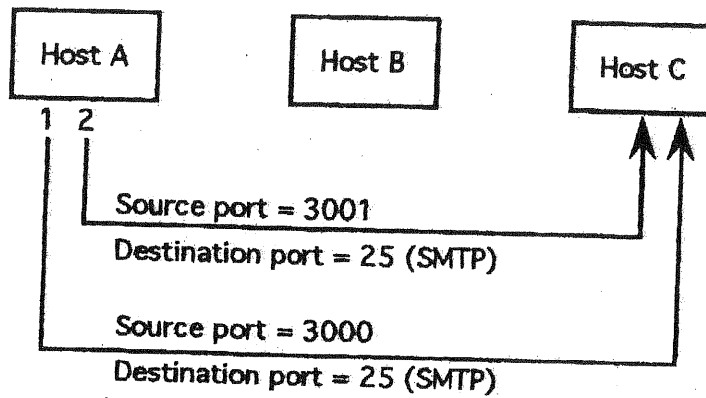 Host A
Host B
Host C
1 2
Source port = 3001
Destination port = 25 (SMTP)
Source port = 3000
Destination port = 25 (SMTP)